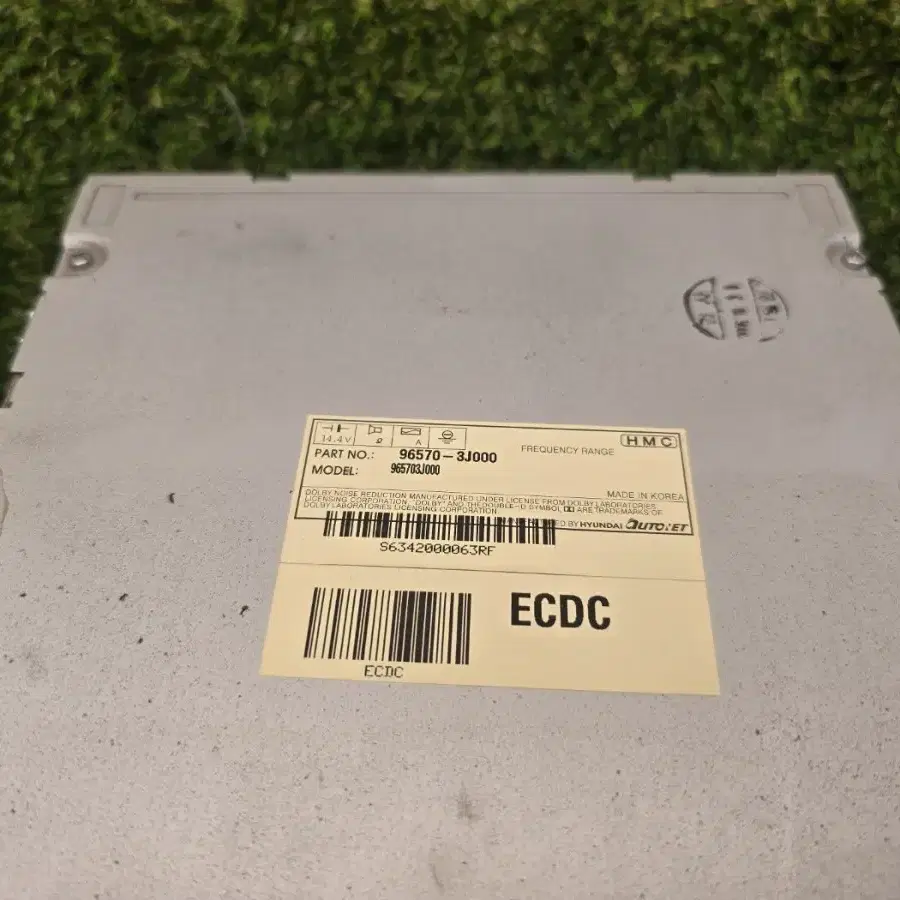 HMC
14.4V Ω A
FREQUENCY RANGE
PART NO.: 96570-3J000
MODEL: 965703J000
MADE IN KOREA
DOLBY NOISE REDUCTION MANUFACTURED UNDER LICENSE FROM DOLBY LABORATORIES
LICENSING CORPORATION. "DOLBY" AND THE DOUBLE-D SYMBOL ARE TRADEMARKS OF
DOLBY LABORATORIES LICENSING CORPORATION
ED BY HYUNDAI AUTONET
S6342000063RF
ECDC
ECDC